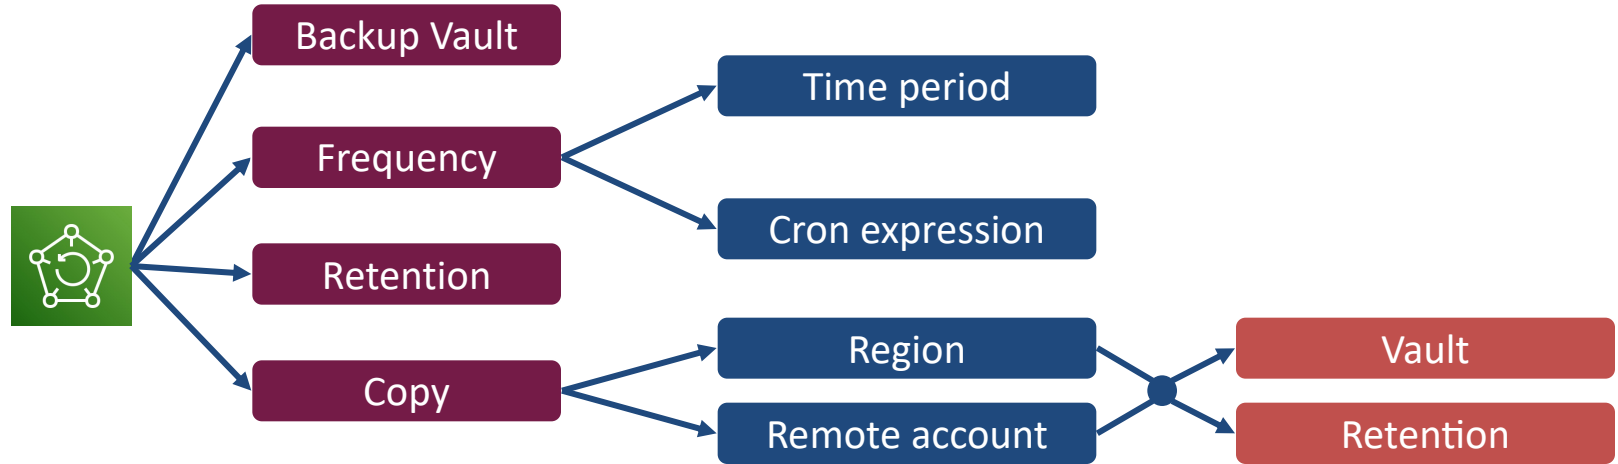 Backup Vault
Frequency
Retention
Copy
Time period
Cron expression
Region
Remote account
Vault
Retention